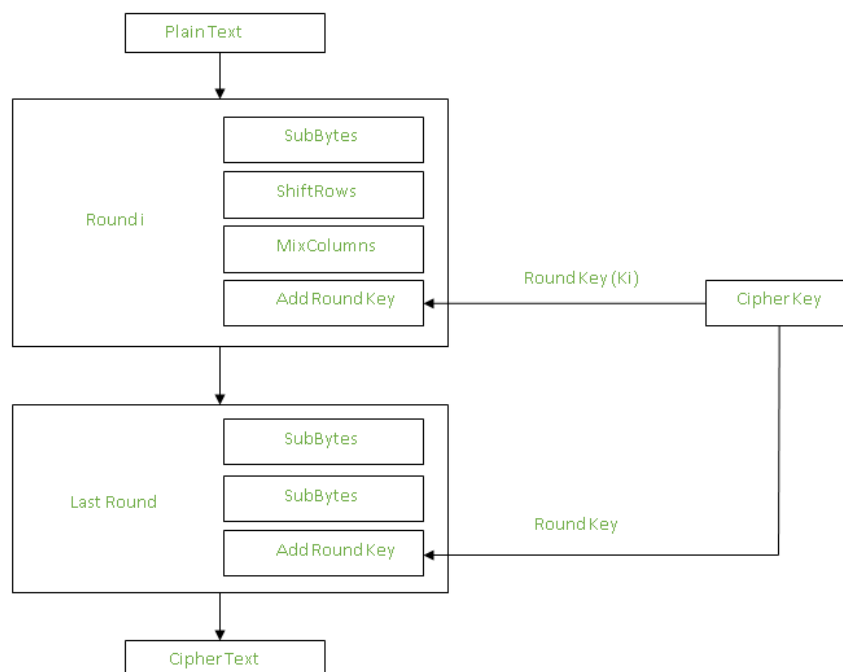 Plain Text
SubBytes
ShiftRows
Round i
MixColumns
Round Key (Ki)
Add Round Key
Cipher Key
SubBytes
Last Round
SubBytes
Round Key
Add Round Key
Cipher Text